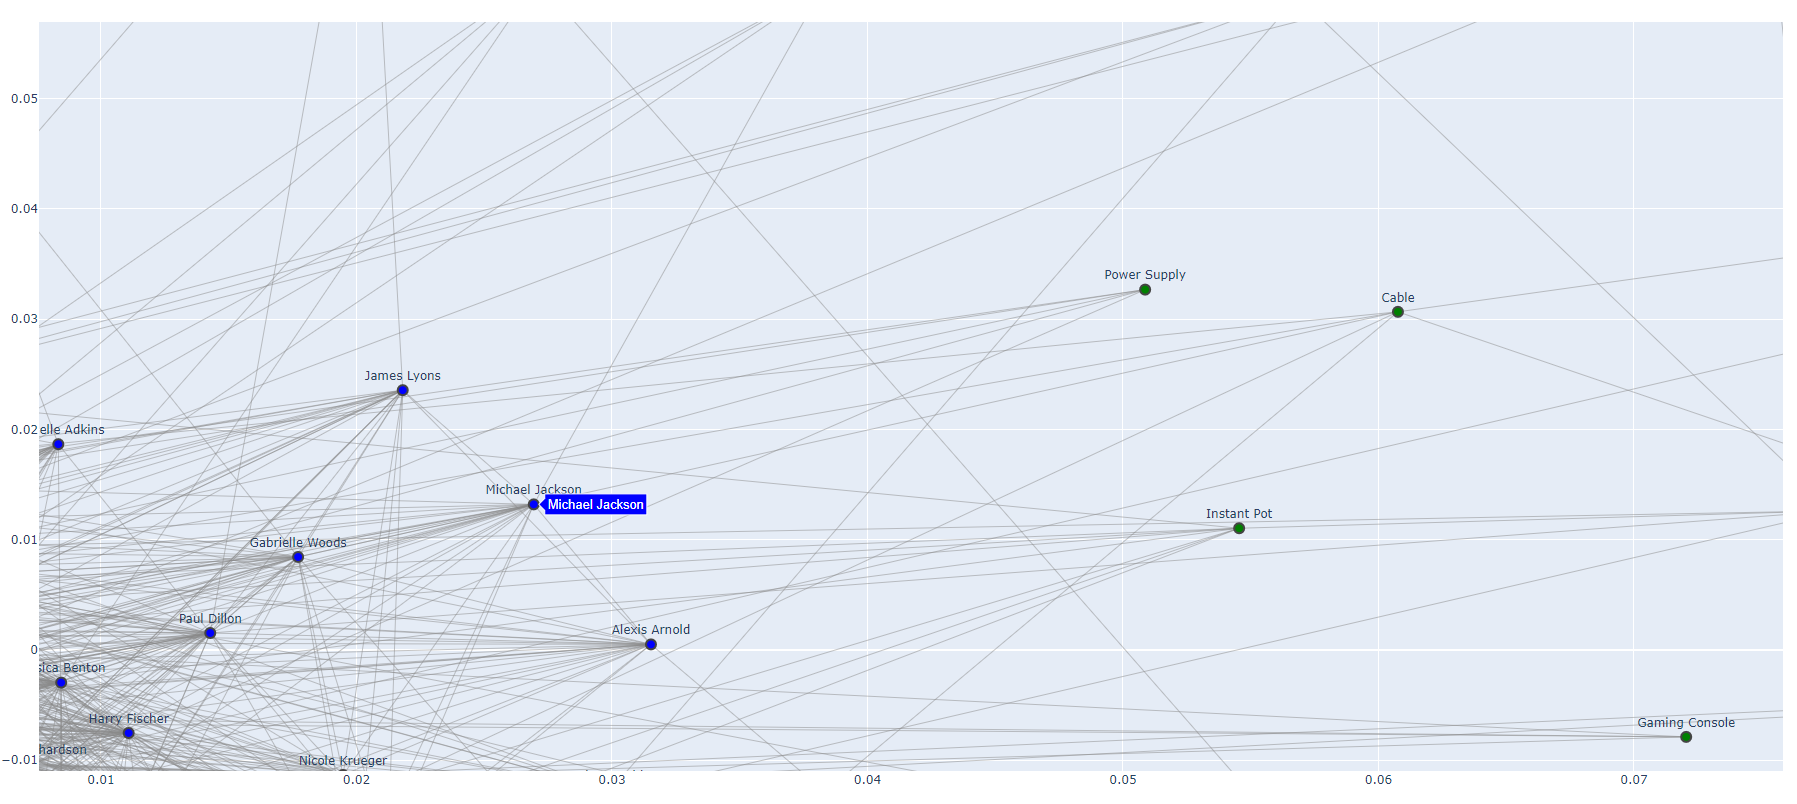 0.05
0.04
Power Supply
Cable
0.03
James Lyons
0.02
elle Adkins
Michael Jackson
Michael Jackson
Instant Pot
0.01
Gabrielle Woods
Paul Dillon
Alexis Arnold
0
sica Benton
Harry Fischer
Gaming Console
hardson
Nicole Krueger
−0.01
0.01
0.02
0.03
0.04
0.05
0.06
0.07